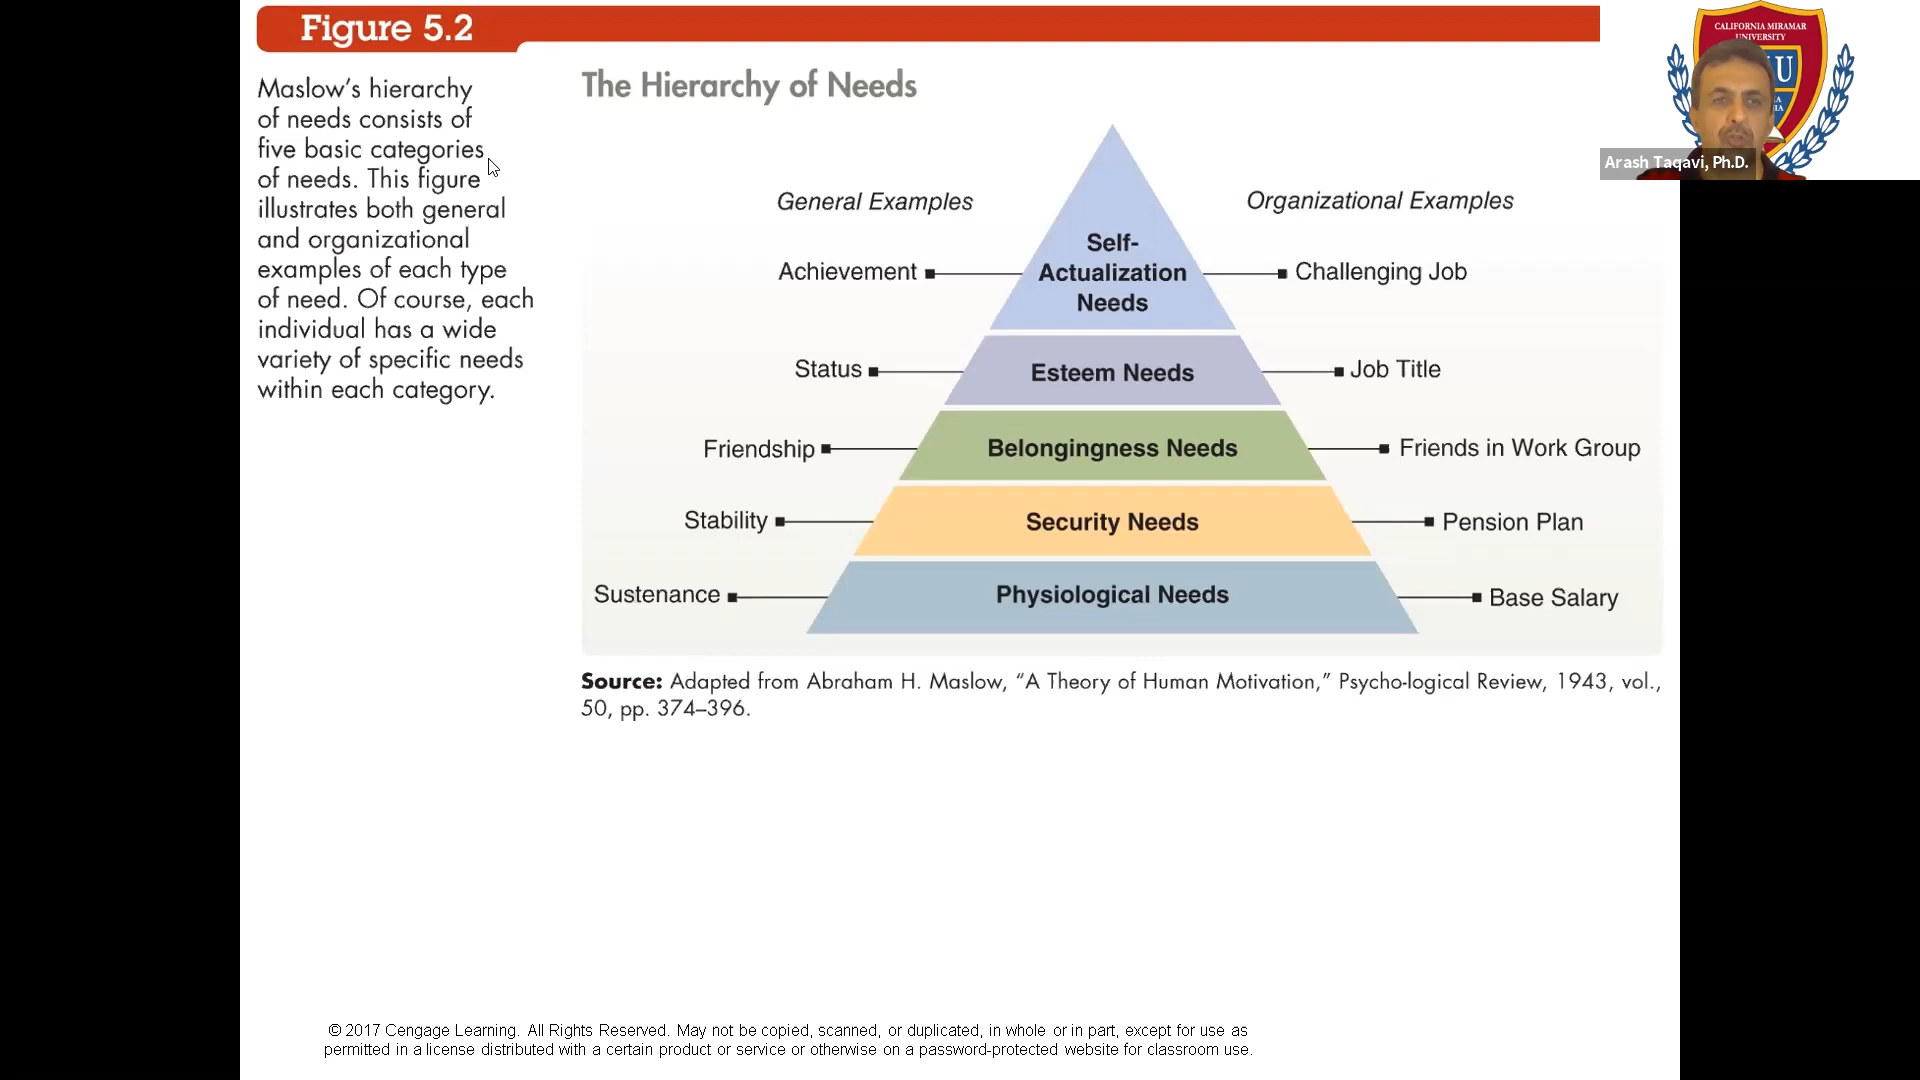 Figure 5.2
Maslow's hierarchy
of needs consists of
five basic categories
of needs. This figure
illustrates both general
and organizational
examples of each type
of need. Of course, each
individual has a wide
variety of specific needs
within each category.
The Hierarchy of Needs
General Examples
Organizational Examples
Self-
Actualization
Needs
Achievement
Challenging Job
Status
Esteem Needs
Job Title
Friendship
Belongingness Needs
Friends in Work Group
Stability
Security Needs
Pension Plan
Sustenance
Physiological Needs
Base Salary
Source: Adapted from Abraham H. Maslow, “A Theory of Human Motivation,” Psycho-logical Review, 1943, vol.,
50, pp. 374–396.
© 2017 Cengage Learning. All Rights Reserved. May not be copied, scanned, or duplicated, in whole or in part, except for use as
permitted in a license distributed with a certain product or service or otherwise on a password-protected website for classroom use.
CALIFORNIA MIRAMAR
UNIVERSITY
U
Arash Taqavi, Ph.D.